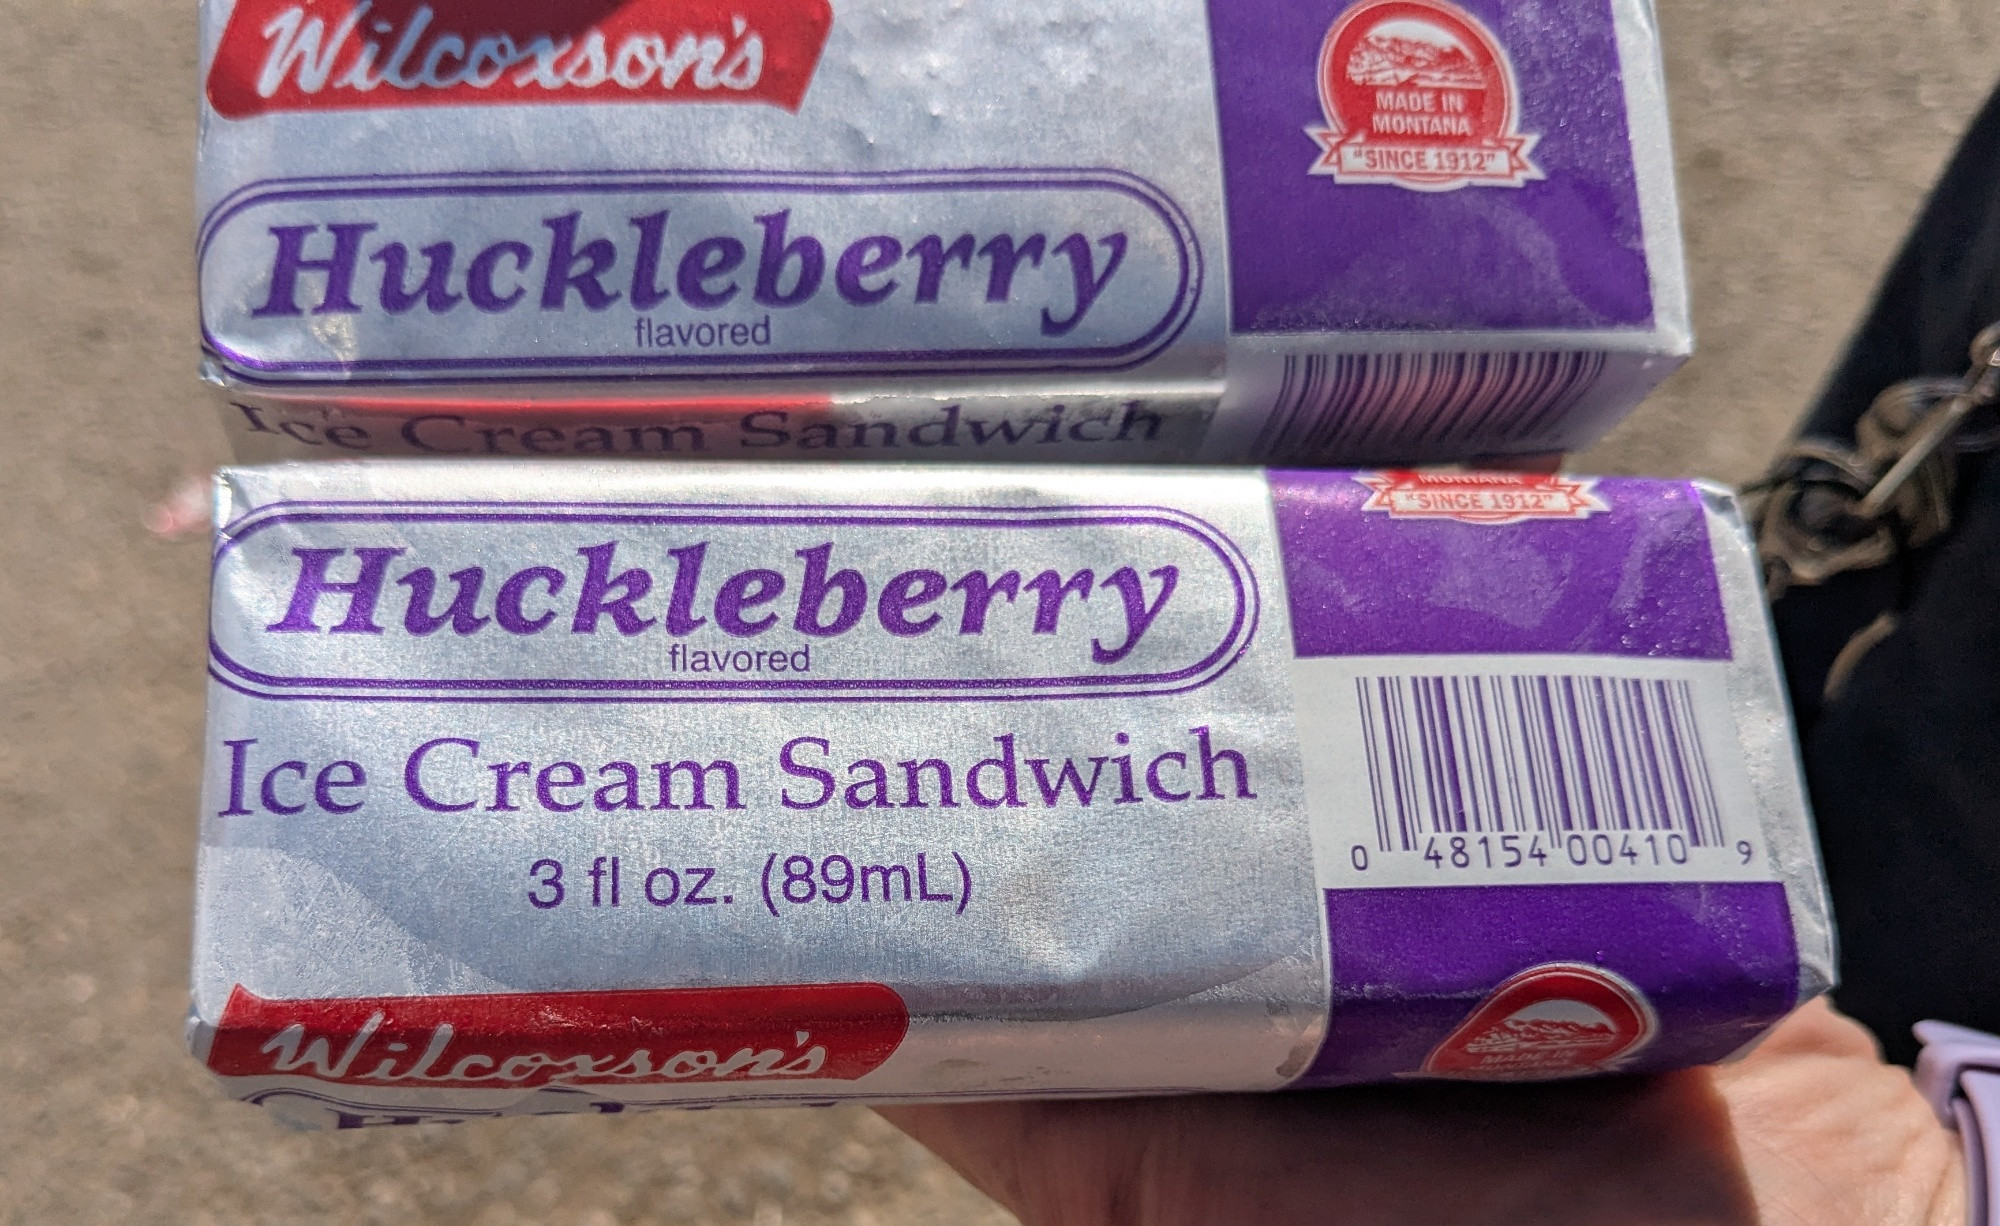 Wilcoxson's
MADE IN
MONTANA
"SINCE 1912"
Huckleberry
flavored
Ice Cream Sandwich
MONTANA
"SINCE 1912"
Huckleberry
flavored
Ice Cream Sandwich
3 fl oz. (89mL)
0 48154 00410 9
Wilcoxson's
MADE IN